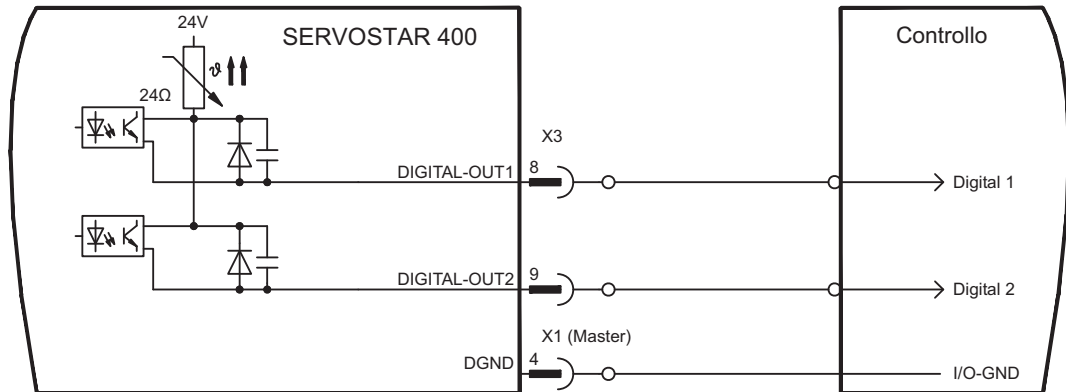 24V
SERVOSTAR 400
Controllo
ϑ
24Ω
X3
DIGITAL-OUT1
8
Digital 1
DIGITAL-OUT2
9
Digital 2
X1 (Master)
DGND
4
I/O-GND